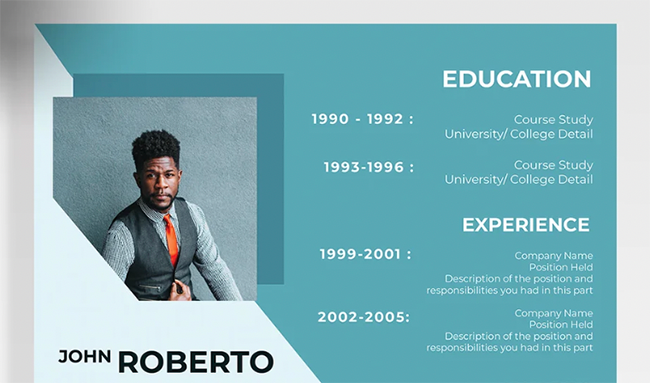 EDUCATION
1990 - 1992 :
Course Study
University/ College Detail
1993-1996 :
Course Study
University/ College Detail
EXPERIENCE
1999-2001 :
Company Name
Position Held
Description of the position and
responsibilities you had in this part
2002-2005:
Company Name
Position Held
Description of the position and
responsibilities you had in this part
JOHN ROBERTO